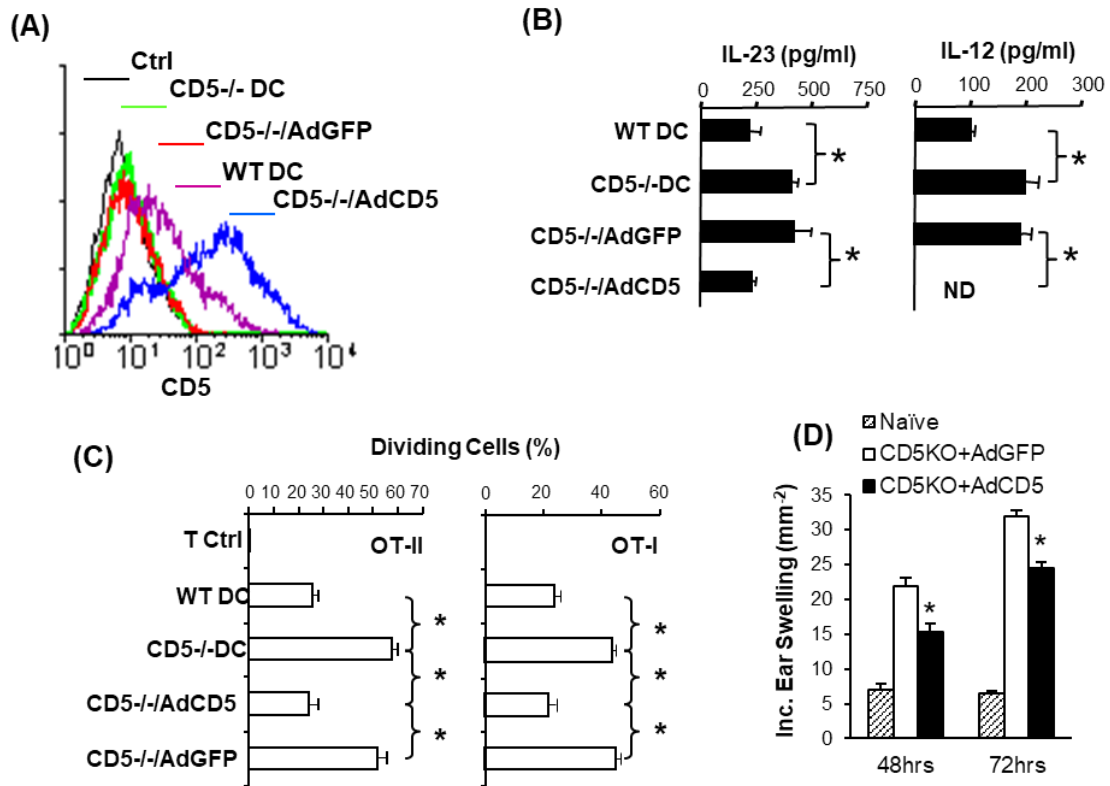 (A)
Ctrl
CD5-/- DC
CD5-/-/AdGFP
WT DC
CD5-/-/AdCD5
10⁰ 10¹ 10² 10³ 10⁴
CD5
(B)
IL-23 (pg/ml)
0 250 500 750
IL-12 (pg/ml)
0 100 200 300
WT DC
*
*
CD5-/-DC
CD5-/-/AdGFP
*
*
CD5-/-/AdCD5
ND
(C)
Dividing Cells (%)
0 10 20 30 40 50 60 70
0 20 40 60
T Ctrl
OT-II
OT-I
WT DC
*
*
CD5-/-DC
*
*
CD5-/-/AdCD5
*
*
CD5-/-/AdGFP
(D)
Naïve
CD5KO+AdGFP
CD5KO+AdCD5
Inc. Ear Swelling (mm⁻²)
35
30
25
20
15
10
5
0
*
*
48hrs 72hrs